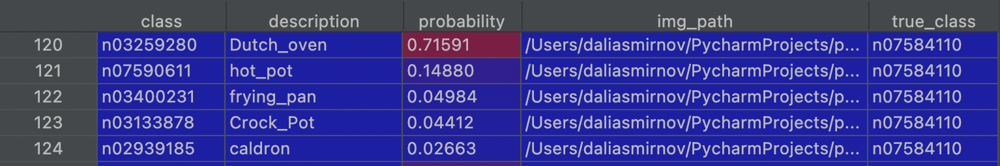 class description probability img_path true_class
120 n03259280 Dutch_oven 0.71591 /Users/daliasmirnov/PycharmProjects/p... n07584110
121 n07590611 hot_pot 0.14880 /Users/daliasmirnov/PycharmProjects/p... n07584110
122 n03400231 frying_pan 0.04984 /Users/daliasmirnov/PycharmProjects/p... n07584110
123 n03133878 Crock_Pot 0.04412 /Users/daliasmirnov/PycharmProjects/p... n07584110
124 n02939185 caldron 0.02663 /Users/daliasmirnov/PycharmProjects/p... n07584110